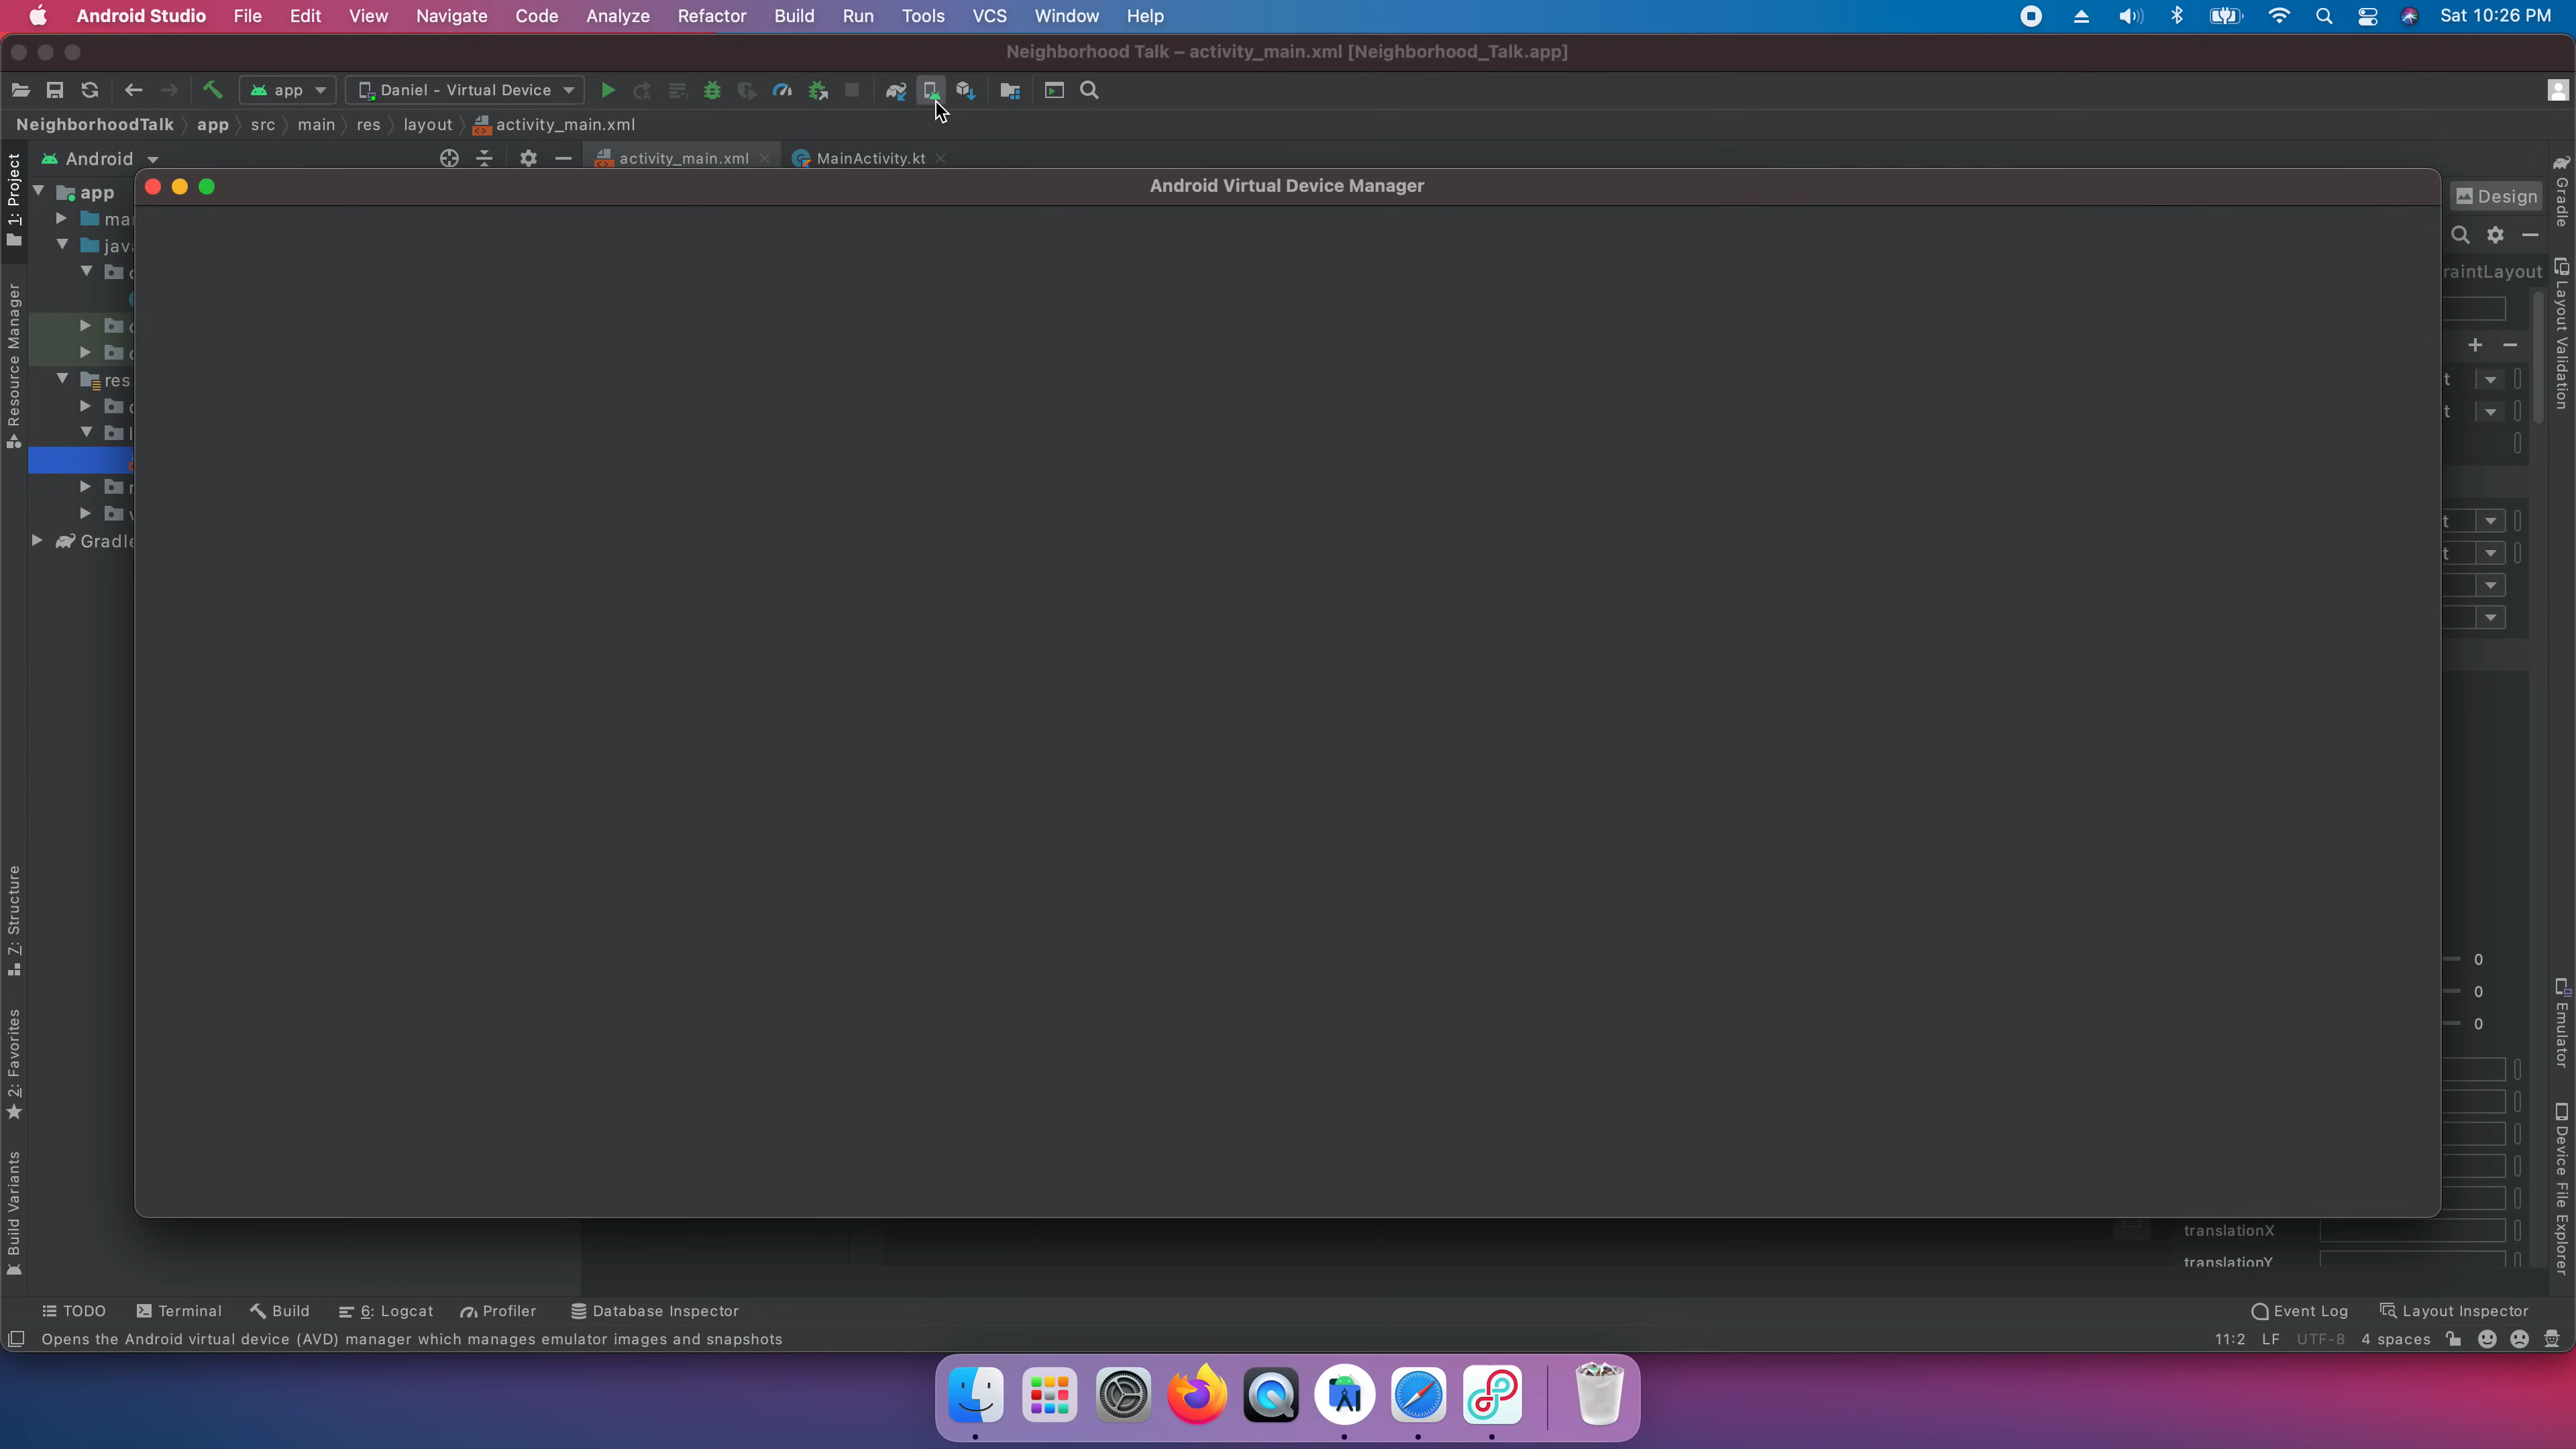 Android Studio File Edit View Navigate Code Analyze Refactor Build Run Tools VCS Window Help Sat 10:26 PM
Neighborhood Talk – activity_main.xml [Neighborhood_Talk.app]
app Daniel - Virtual Device
NeighborhoodTalk app src main res layout activity_main.xml
Android activity_main.xml MainActivity.kt
Android Virtual Device Manager
app
Design
res
raintLayout
1: Project
Resource Manager
Z: Structure
2: Favorites
Build Variants
Gradle
Layout Validation
Emulator
Device File Explorer
t
t
t
t
0
0
0
translationX
translationY
TODO Terminal Build 6: Logcat Profiler Database Inspector Event Log Layout Inspector
Opens the Android virtual device (AVD) manager which manages emulator images and snapshots 11:2 LF UTF-8 4 spaces